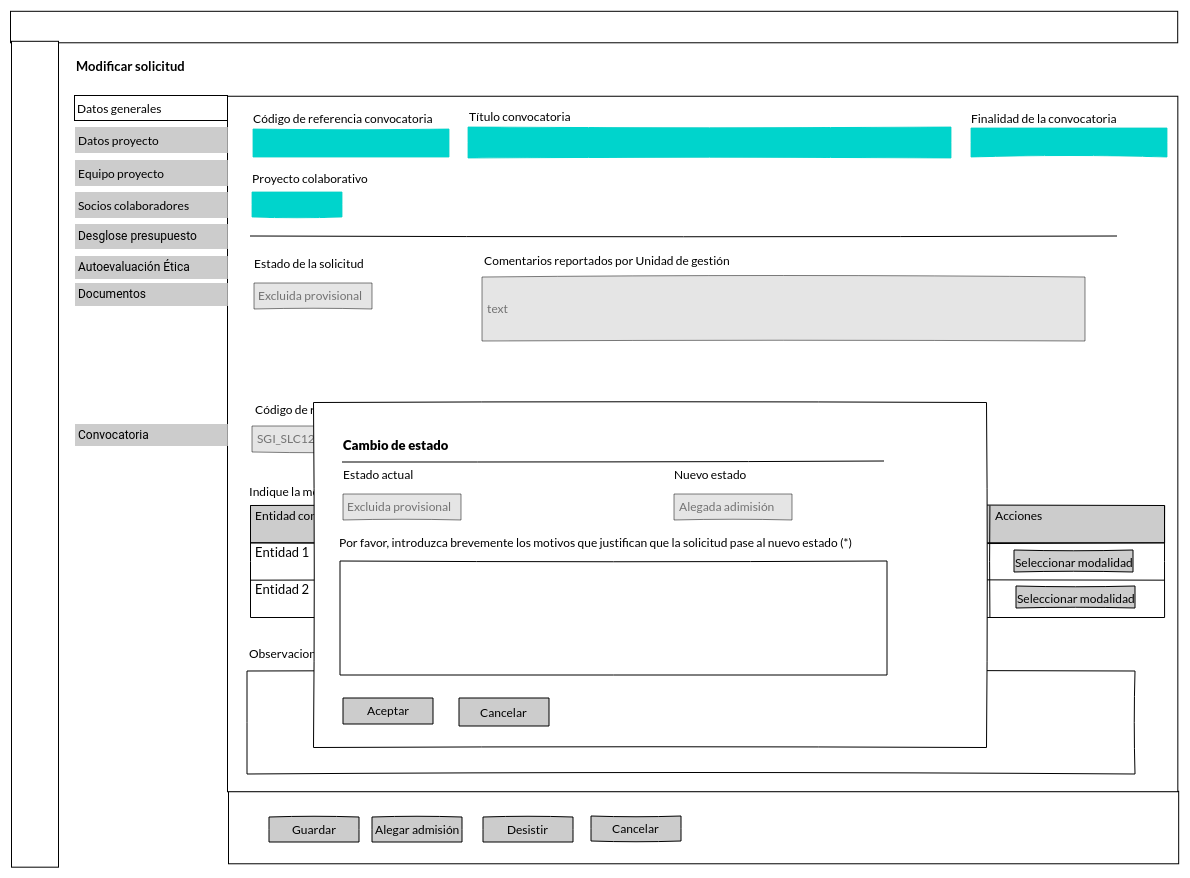 Modificar solicitud
Datos generales
Datos proyecto
Equipo proyecto
Socios colaboradores
Desglose presupuesto
Autoevaluación Ética
Documentos
Convocatoria
Código de referencia convocatoria
Título convocatoria
Finalidad de la convocatoria
Proyecto colaborativo
Estado de la solicitud
Comentarios reportados por Unidad de gestión
Excluida provisional
text
Código de r
SGI_SLC12
Indique la m
Entidad con
Acciones
Entidad 1
Seleccionar modalidad
Entidad 2
Seleccionar modalidad
Observacion
Cambio de estado
Estado actual
Nuevo estado
Excluida provisional
Alegada adimisión
Por favor, introduzca brevemente los motivos que justifican que la solicitud pase al nuevo estado (*)
Aceptar
Cancelar
Guardar
Alegar admisión
Desistir
Cancelar